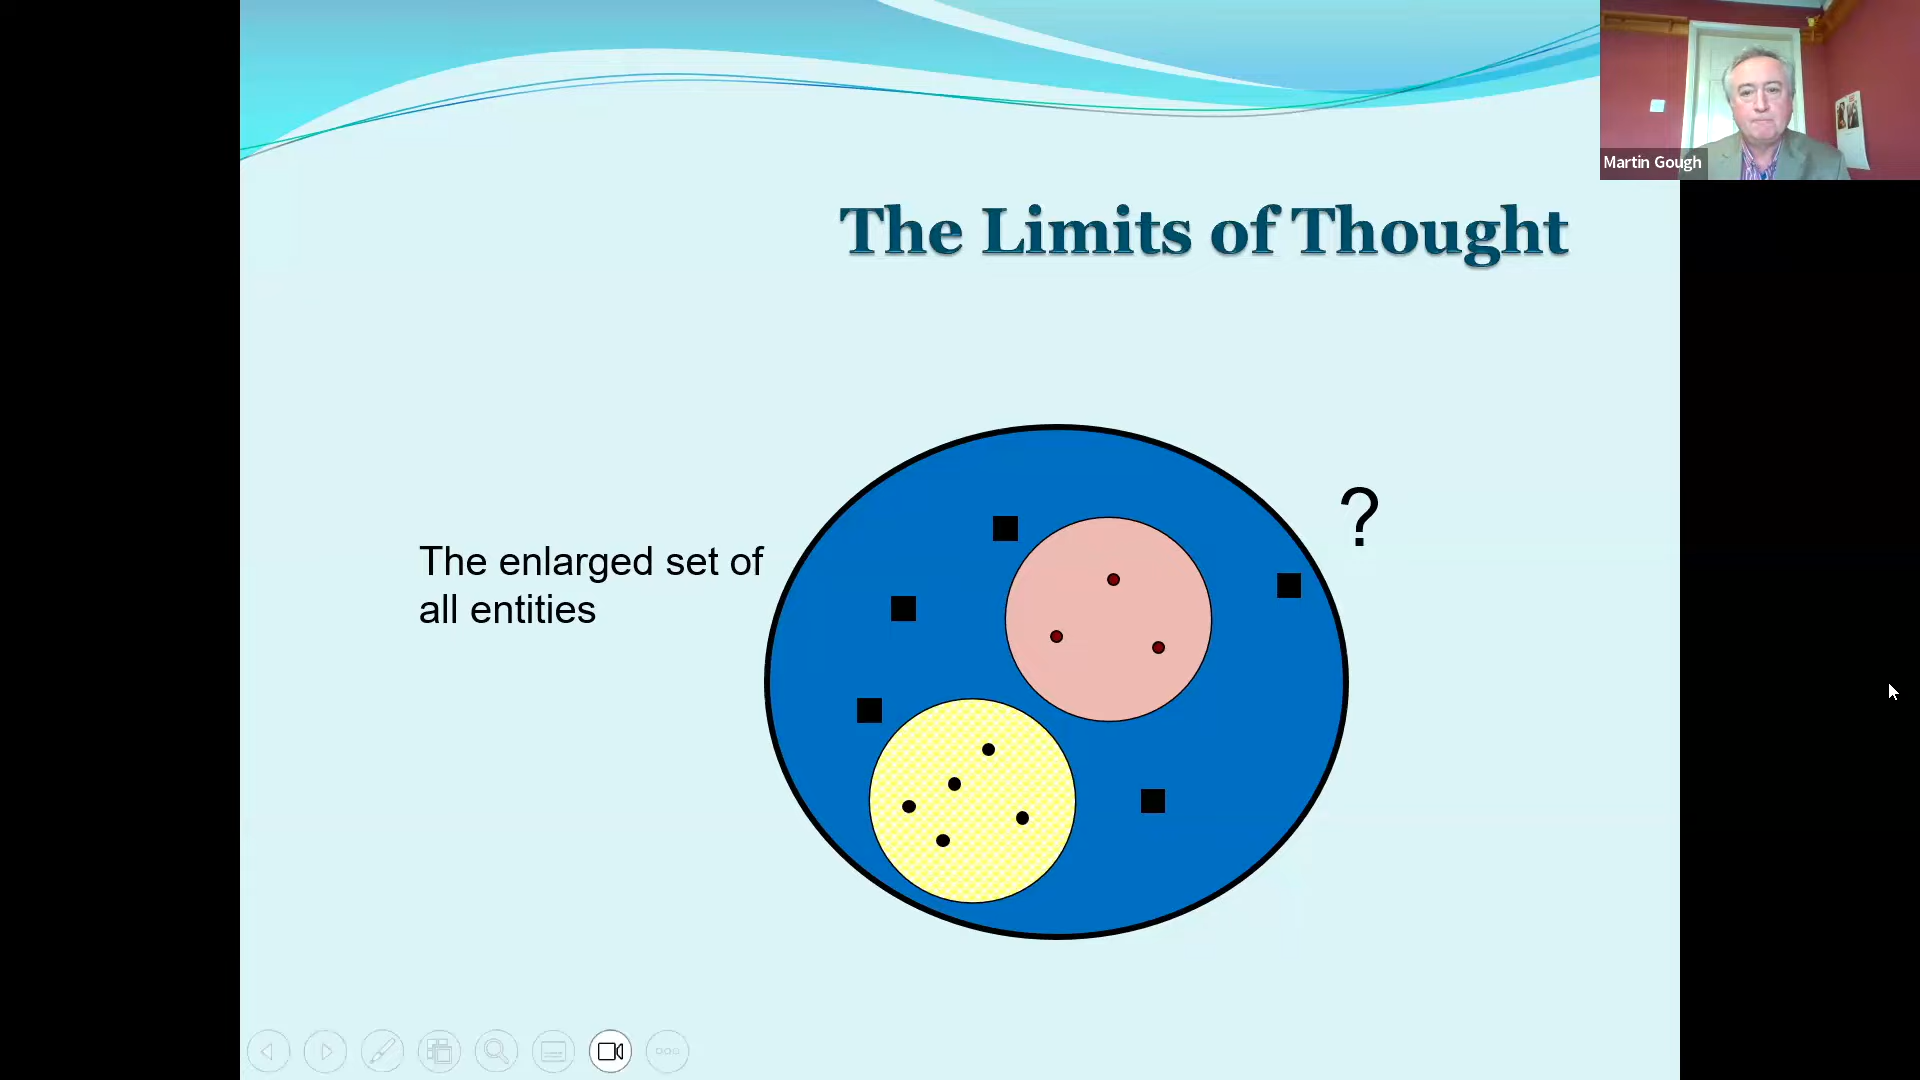 Martin Gough
The Limits of Thought
?
The enlarged set of
all entities